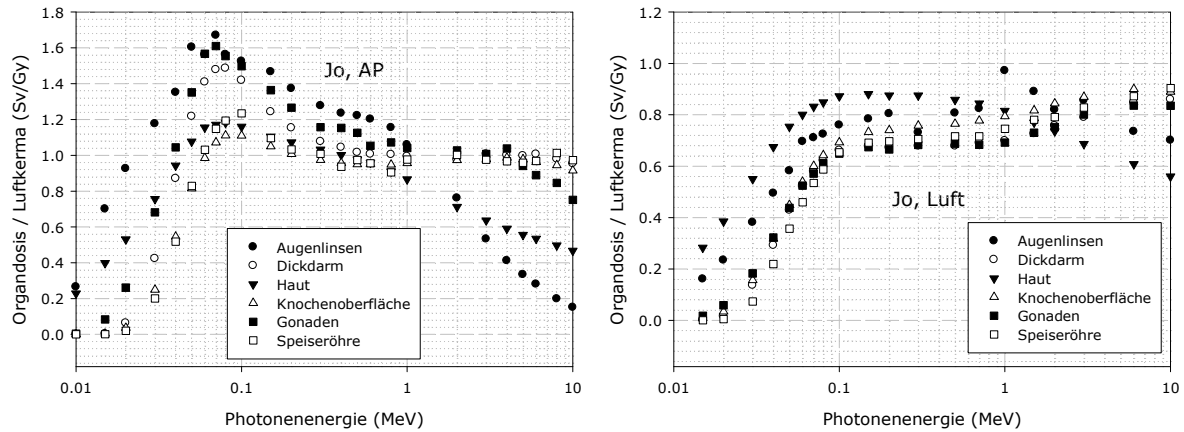 1.8
1.6
1.4
1.2
1.0
0.8
0.6
0.4
0.2
0.0
Organdosis / Luftkerma (Sv/Gy)
Jo, AP
Augenlinsen
Dickdarm
Haut
Knochenoberfläche
Gonaden
Speiseröhre
0.01 0.1 1 10
Photonenenergie (MeV)
1.2
1.0
0.8
0.6
0.4
0.2
0.0
Organdosis / Luftkerma (Sv/Gy)
Jo, Luft
Augenlinsen
Dickdarm
Haut
Knochenoberfläche
Gonaden
Speiseröhre
0.01 0.1 1 10
Photonenenergie (MeV)